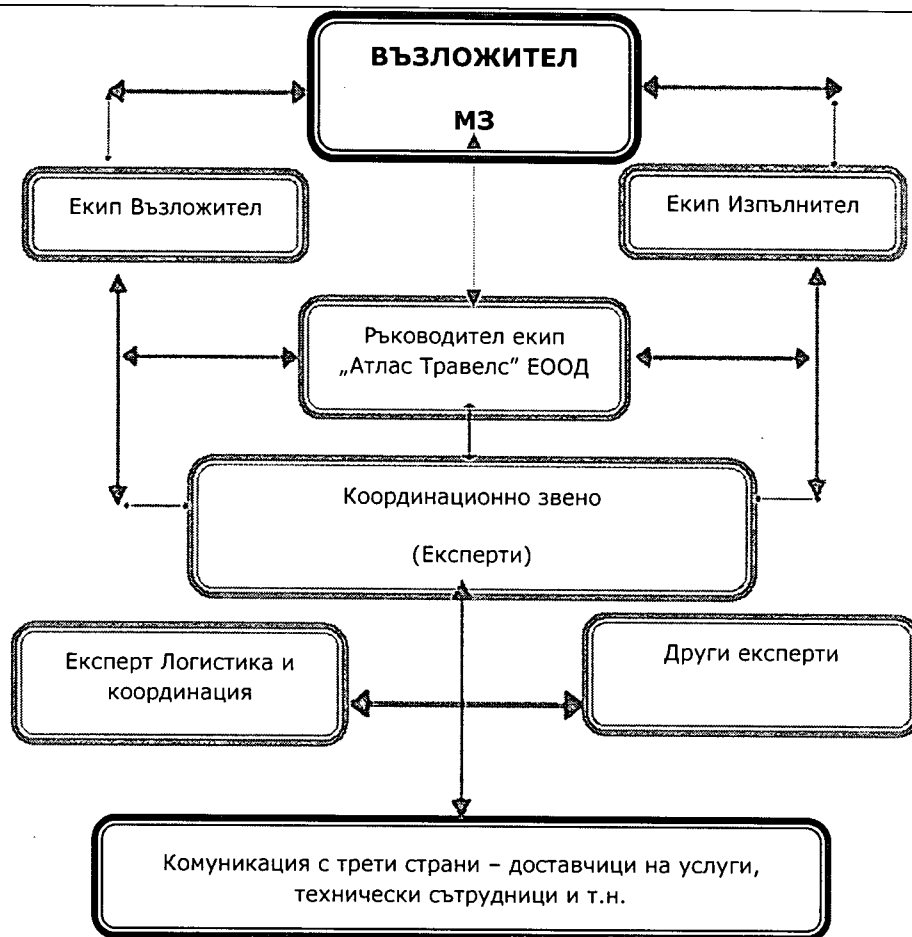 ВЪЗЛОЖИТЕЛ
МЗ
Екип Възложител
Екип Изпълнител
Ръководител екип
„Атлас Травелс” ЕООД
Координационно звено
(Експерти)
Експерт Логистика и
координация
Други експерти
Комуникация с трети страни – доставчици на услуги,
технически сътрудници и т.н.